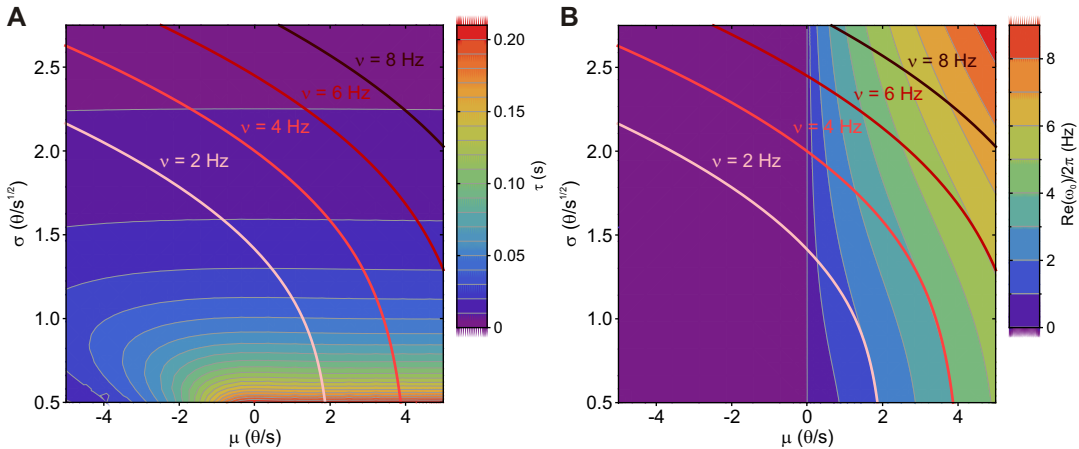 A
B
2.5
2.0
1.5
1.0
0.5
σ (θ/s^1/2)
-4
-2
0
2
4
μ (θ/s)
ν = 8 Hz
ν = 6 Hz
ν = 4 Hz
ν = 2 Hz
0.20
0.15
0.10
0.05
0
τ (s)
2.5
2.0
1.5
1.0
0.5
σ (θ/s^1/2)
-4
-2
0
2
4
μ (θ/s)
ν = 8 Hz
ν = 6 Hz
ν = 4 Hz
ν = 2 Hz
8
6
4
2
0
Re(ω₀)/2π (Hz)